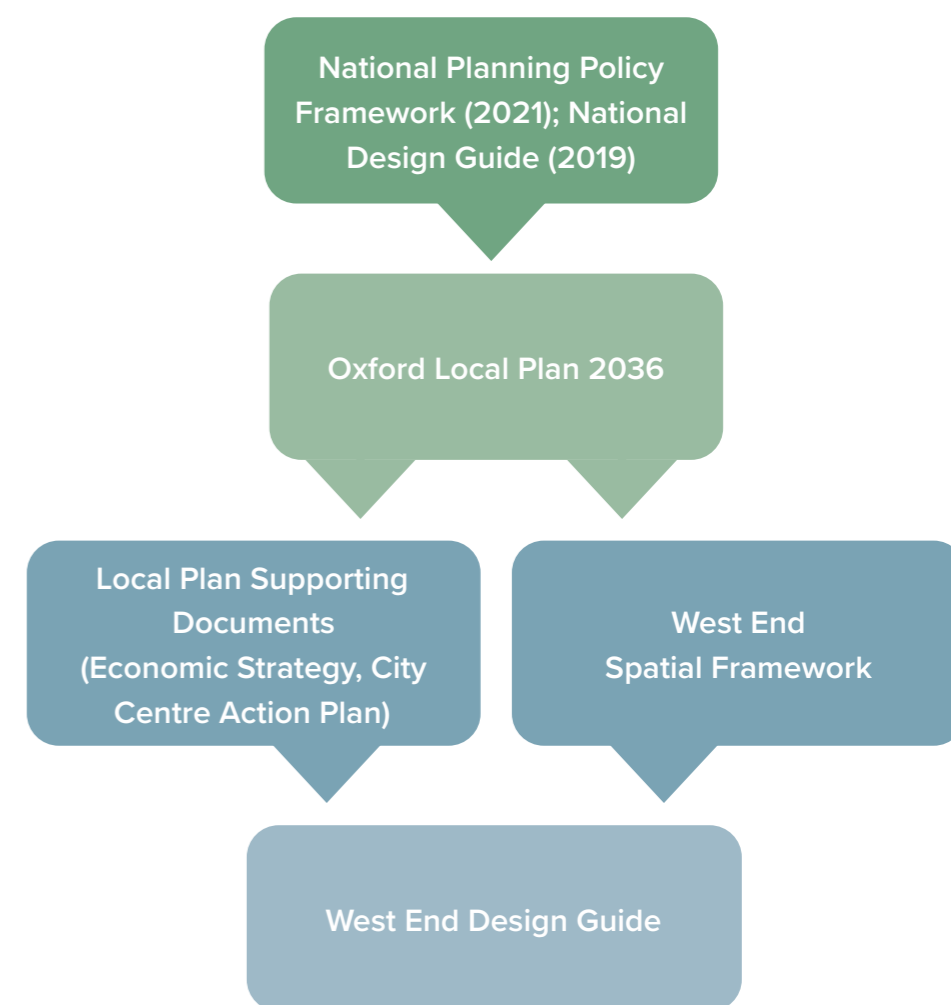 National Planning Policy
Framework (2021); National
Design Guide (2019)
Oxford Local Plan 2036
Local Plan Supporting
Documents
(Economic Strategy, City
Centre Action Plan)
West End
Spatial Framework
West End Design Guide